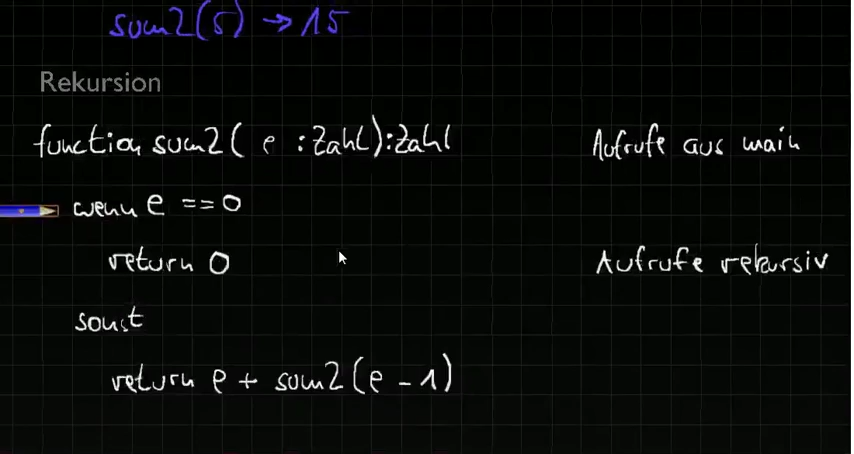 sum2(5) → 15
Rekursion
function sum2( e : Zahl) : Zahl
Aufrufe aus main
wenn e == 0
return 0
Aufrufe rekursiv
sonst
return e + sum2(e - 1)